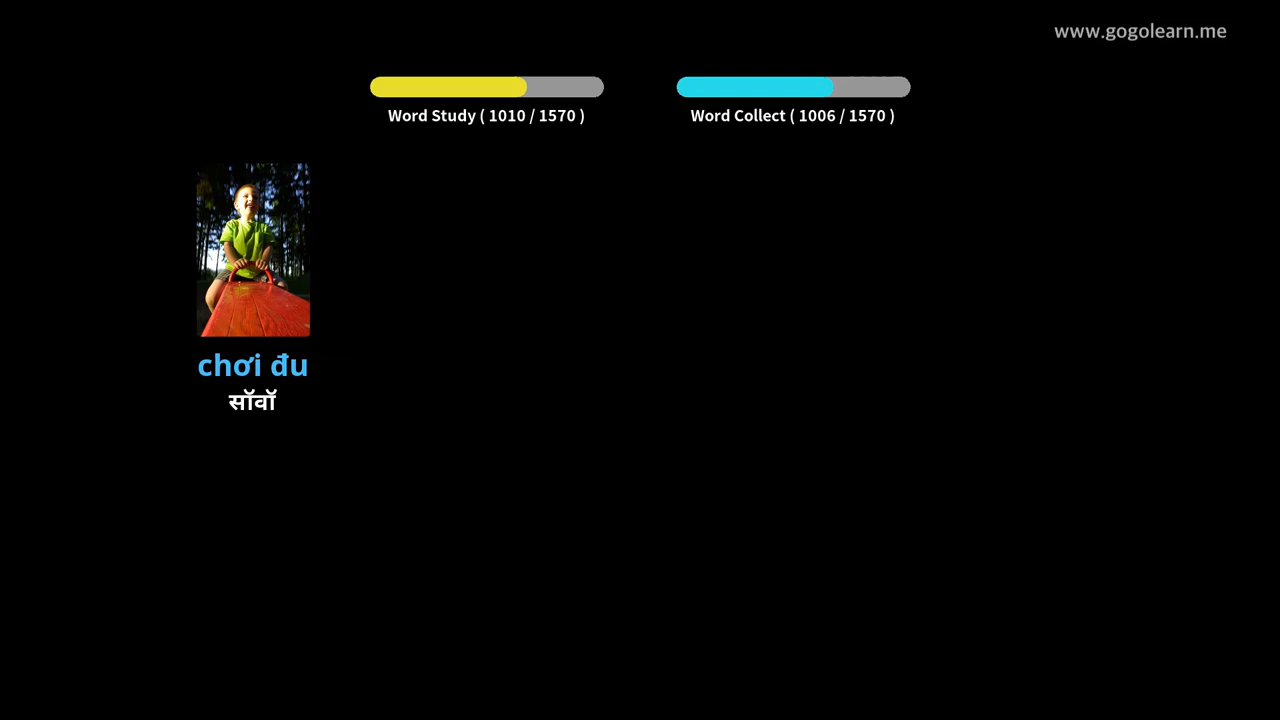 www.gogolearn.me
Word Study ( 1010 / 1570 )
Word Collect ( 1006 / 1570 )
chơi đu
सॉवॉ